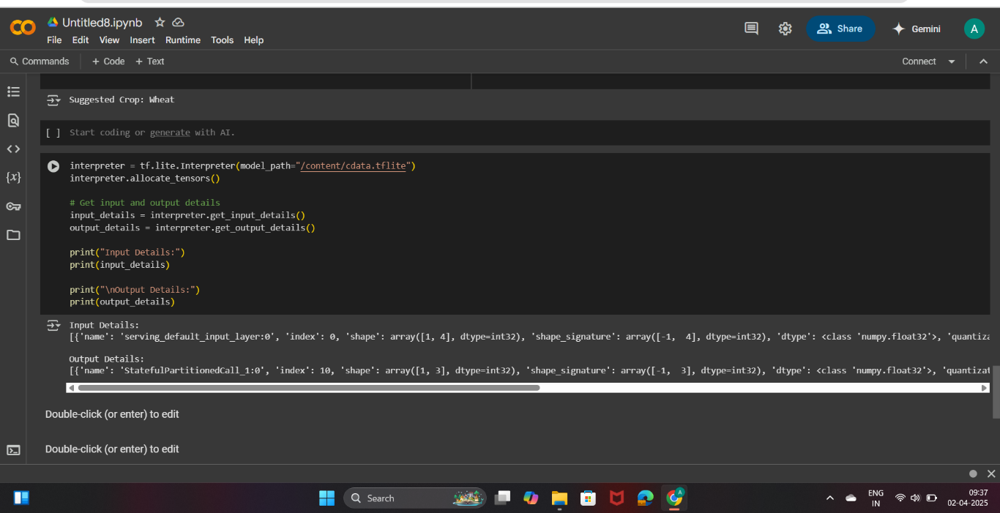 Untitled8.ipynb
File Edit View Insert Runtime Tools Help
Share
Gemini
A
Commands + Code + Text
Connect
Suggested Crop: Wheat
[ ] Start coding or generate with AI.
interpreter = tf.lite.Interpreter(model_path="/content/cdata.tflite")
interpreter.allocate_tensors()
# Get input and output details
input_details = interpreter.get_input_details()
output_details = interpreter.get_output_details()
print("Input Details:")
print(input_details)
print("\nOutput Details:")
print(output_details)
Input Details:
[{'name': 'serving_default_input_layer:0', 'index': 0, 'shape': array([1, 4], dtype=int32), 'shape_signature': array([-1,  4], dtype=int32), 'dtype': <class 'numpy.float32'>, 'quantiza
Output Details:
[{'name': 'StatefulPartitionedCall_1:0', 'index': 10, 'shape': array([1, 3], dtype=int32), 'shape_signature': array([-1,  3], dtype=int32), 'dtype': <class 'numpy.float32'>, 'quantizat
Double-click (or enter) to edit
Double-click (or enter) to edit
Search
A
ENG
IN
09:37
02-04-2025